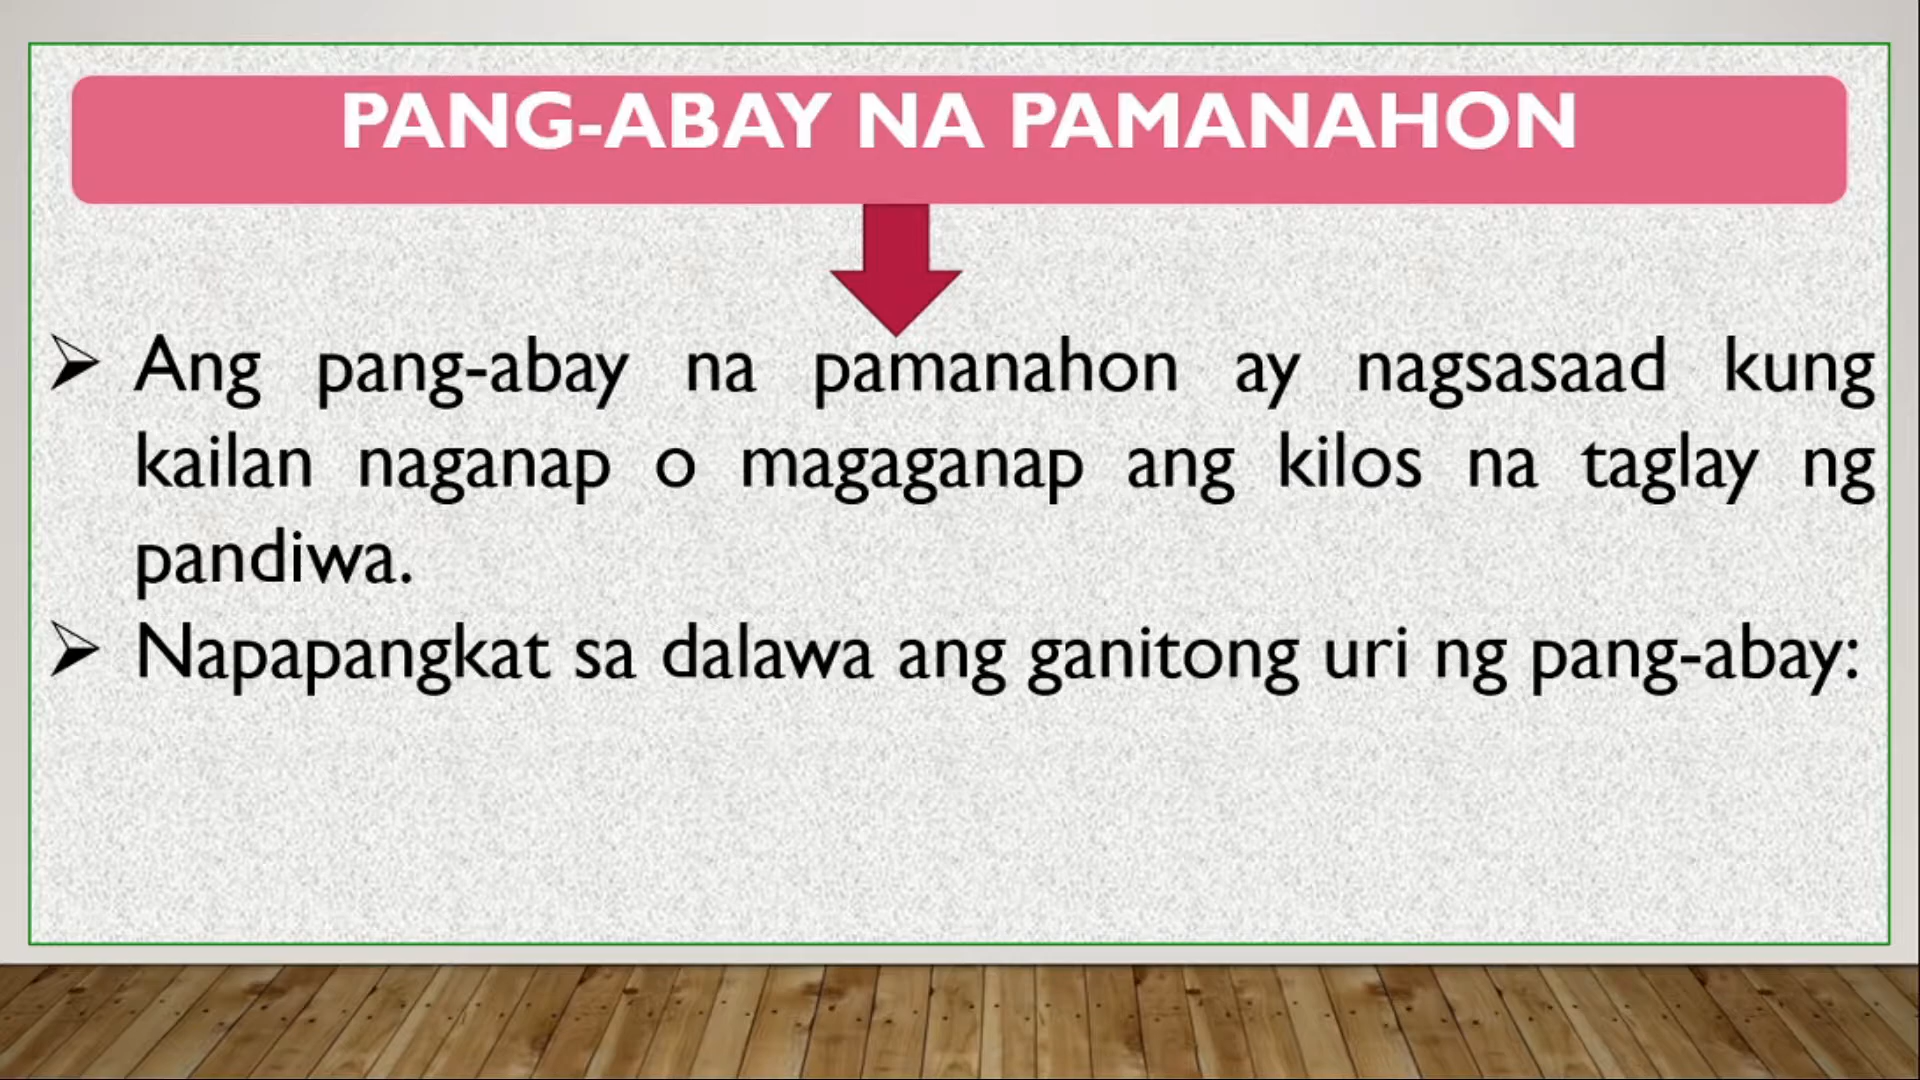 PANG-ABAY NA PAMANAHON
Ang pang-abay na pamanahon ay nagsasaad kung
kailan naganap o magaganap ang kilos na taglay ng
pandiwa.
Napapangkat sa dalawa ang ganitong uri ng pang-abay: